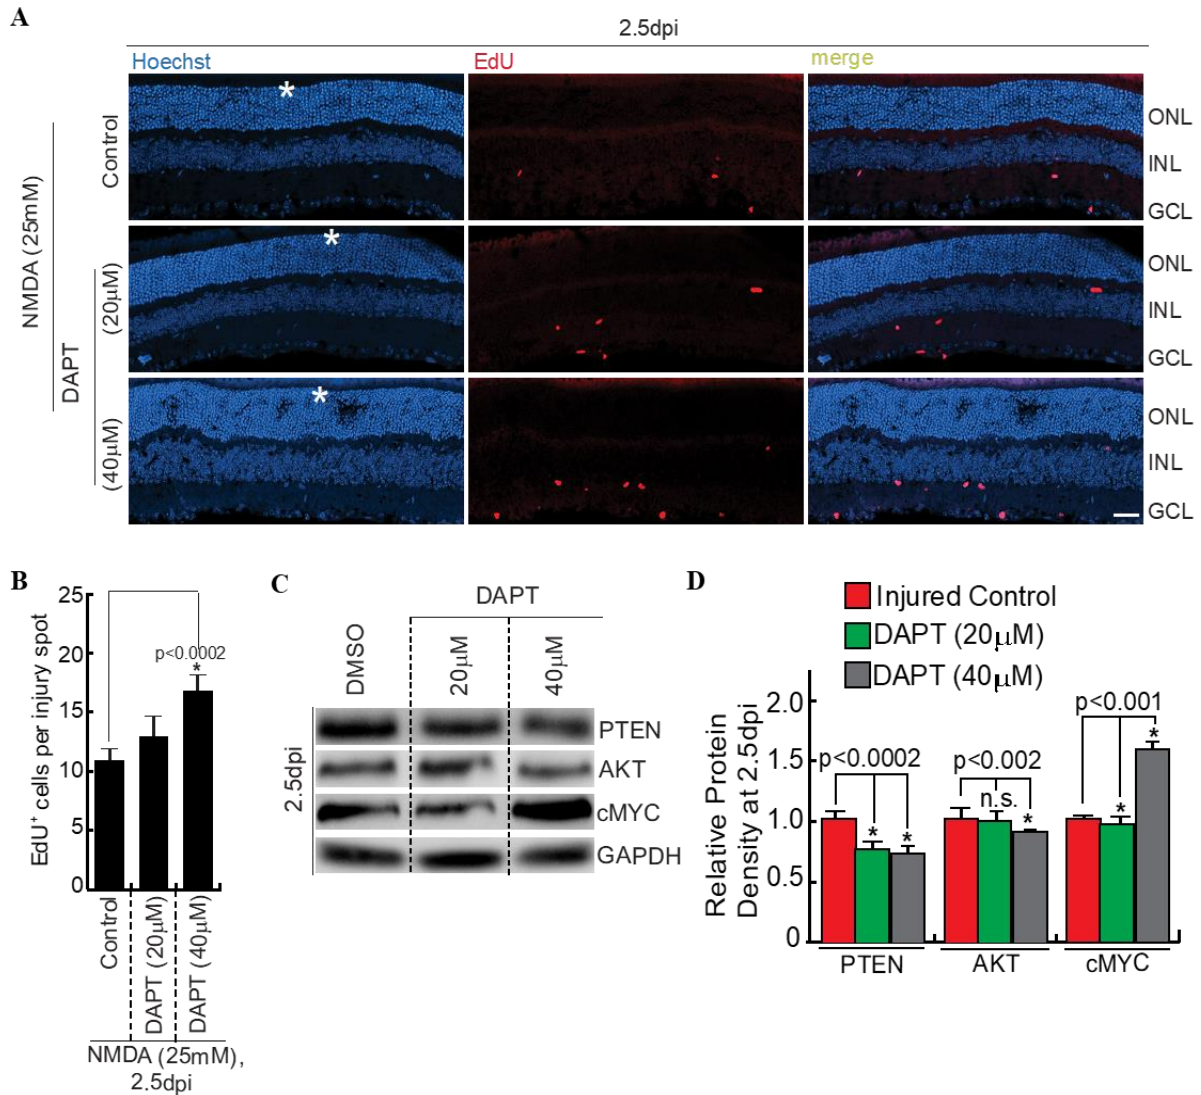 A
2.5dpi
Hoechst
EdU
merge
NMDA (25mM)
Control
DAPT
(20µM)
(40µM)
*
*
*
ONL
INL
GCL
ONL
INL
GCL
ONL
INL
GCL
B
EdU⁺ cells per injury spot
25
20
15
10
5
0
p<0.0002
*
Control
DAPT (20µM)
DAPT (40µM)
NMDA (25mM),
2.5dpi
C
DAPT
DMSO
20µM
40µM
2.5dpi
PTEN
AKT
cMYC
GAPDH
D
Injured Control
DAPT (20µM)
DAPT (40µM)
Relative Protein
Density at 2.5dpi
2.0
1.5
1.0
0.5
0
p<0.0002
*
*
p<0.002
n.s.
*
p<0.001
*
*
PTEN
AKT
cMYC